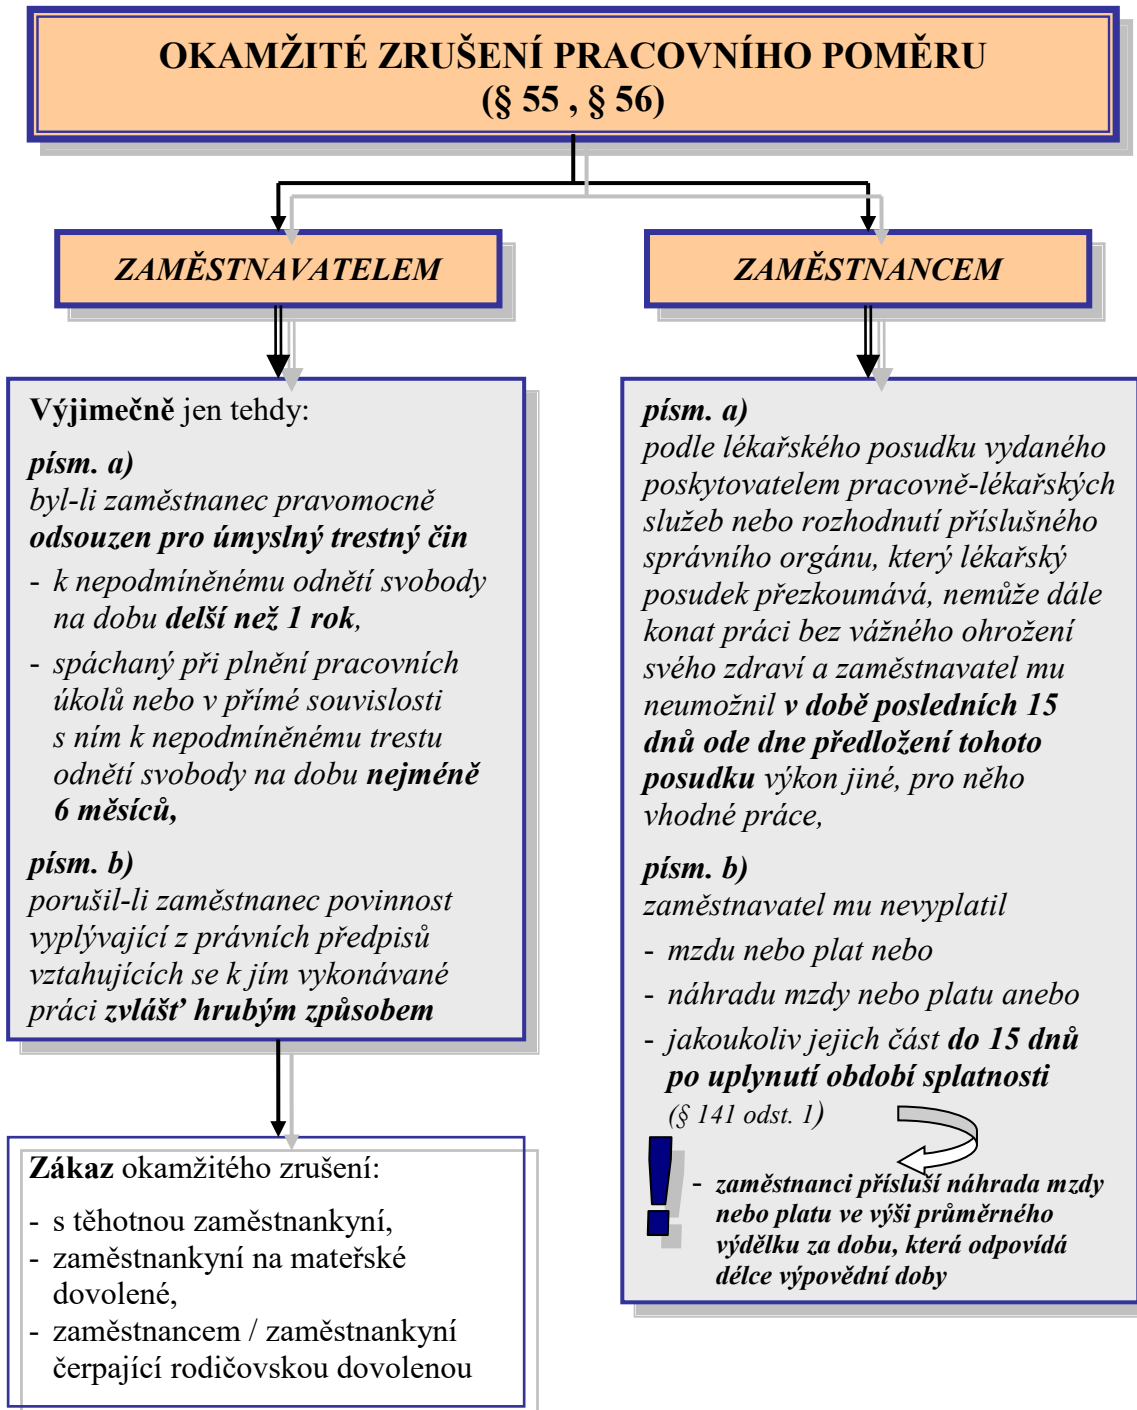 OKAMŽITÉ ZRUŠENÍ PRACOVNÍHO POMĚRU
(§ 55 , § 56)
ZAMĚSTNAVATELEM
Výjimečně jen tehdy:
písm. a)
byl-li zaměstnanec pravomocně
odsouzen pro úmyslný trestný čin
- k nepodmíněnému odnětí svobody
na dobu delší než 1 rok,
- spáchaný při plnění pracovních
úkolů nebo v přímé souvislosti
s ním k nepodmíněnému trestu
odnětí svobody na dobu nejméně
6 měsíců,
písm. b)
porušil-li zaměstnanec povinnost
vyplývající z právních předpisů
vztahujících se k jím vykonávané
práci zvlášť hrubým způsobem
Zákaz okamžitého zrušení:
- s těhotnou zaměstnankyní,
- zaměstnankyní na mateřské
dovolené,
- zaměstnancem / zaměstnankyní
čerpající rodičovskou dovolenou
ZAMĚSTNANCEM
písm. a)
podle lékařského posudku vydaného
poskytovatelem pracovně-lékařských
služeb nebo rozhodnutí příslušného
správního orgánu, který lékařský
posudek přezkoumává, nemůže dále
konat práci bez vážného ohrožení
svého zdraví a zaměstnavatel mu
neumožnil v době posledních 15
dnů ode dne předložení tohoto
posudku výkon jiné, pro něho
vhodné práce,
písm. b)
zaměstnavatel mu nevyplatil
- mzdu nebo plat nebo
- náhradu mzdy nebo platu anebo
- jakoukoliv jejich část do 15 dnů
po uplynutí období splatnosti
(§ 141 odst. 1)
!
- zaměstnanci přísluší náhrada mzdy
nebo platu ve výši průměrného
výdělku za dobu, která odpovídá
délce výpovědní doby